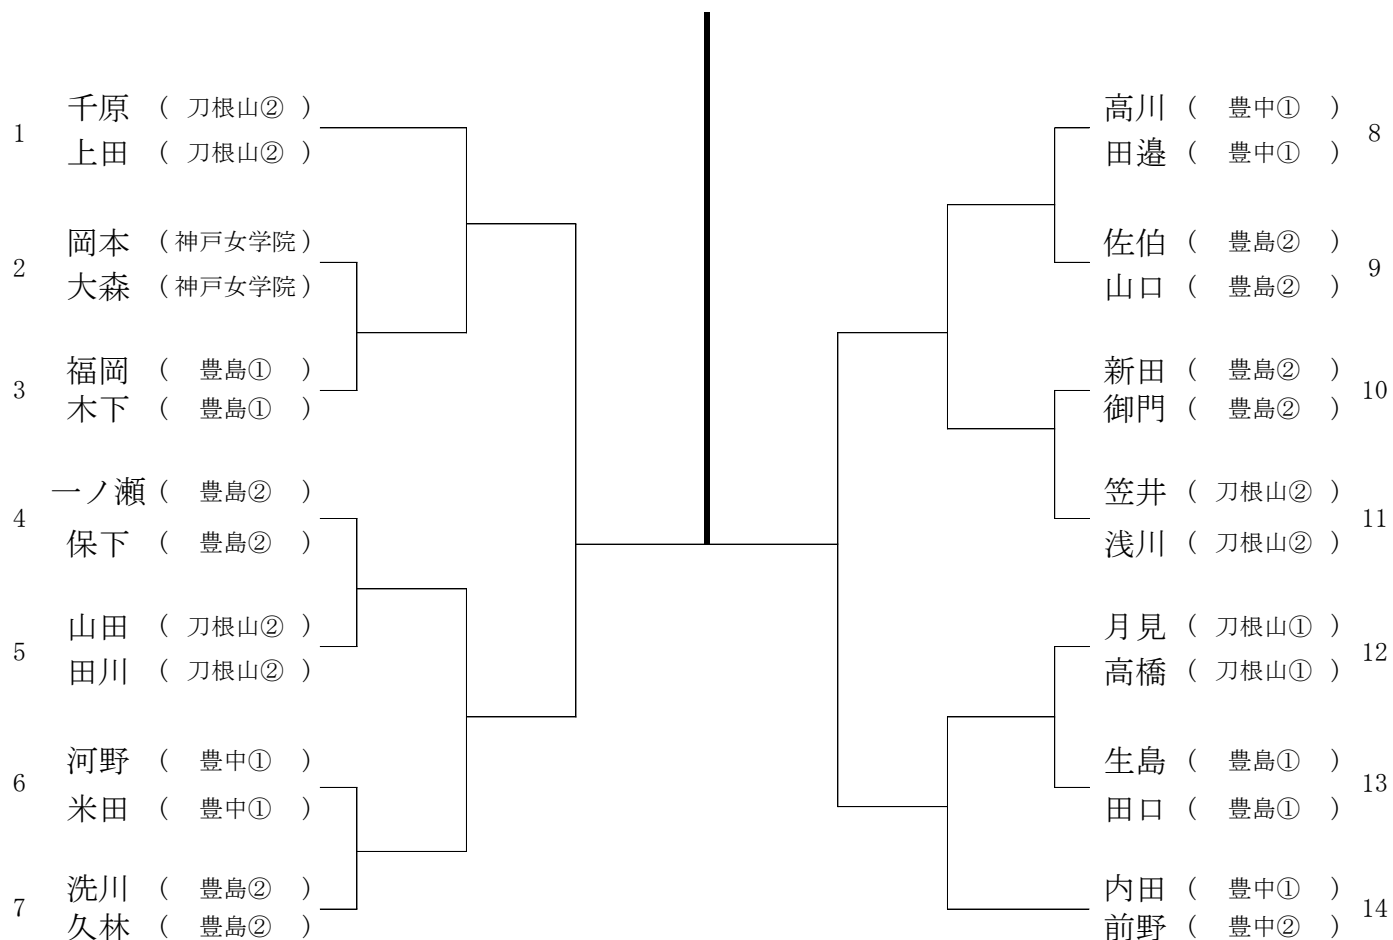 千原 ( 刀根山② )
1
上田 ( 刀根山② )
岡本 ( 神戸女学院 )
2
大森 ( 神戸女学院 )
福岡 ( 豊島① )
3
木下 ( 豊島① )
一ノ瀬 ( 豊島② )
4
保下 ( 豊島② )
山田 ( 刀根山② )
5
田川 ( 刀根山② )
河野 ( 豊中① )
6
米田 ( 豊中① )
洗川 ( 豊島② )
7
久林 ( 豊島② )
高川 ( 豊中① )
8
田邉 ( 豊中① )
佐伯 ( 豊島② )
9
山口 ( 豊島② )
新田 ( 豊島② )
10
御門 ( 豊島② )
笠井 ( 刀根山② )
11
浅川 ( 刀根山② )
月見 ( 刀根山① )
12
高橋 ( 刀根山① )
生島 ( 豊島① )
13
田口 ( 豊島① )
内田 ( 豊中① )
14
前野 ( 豊中② )